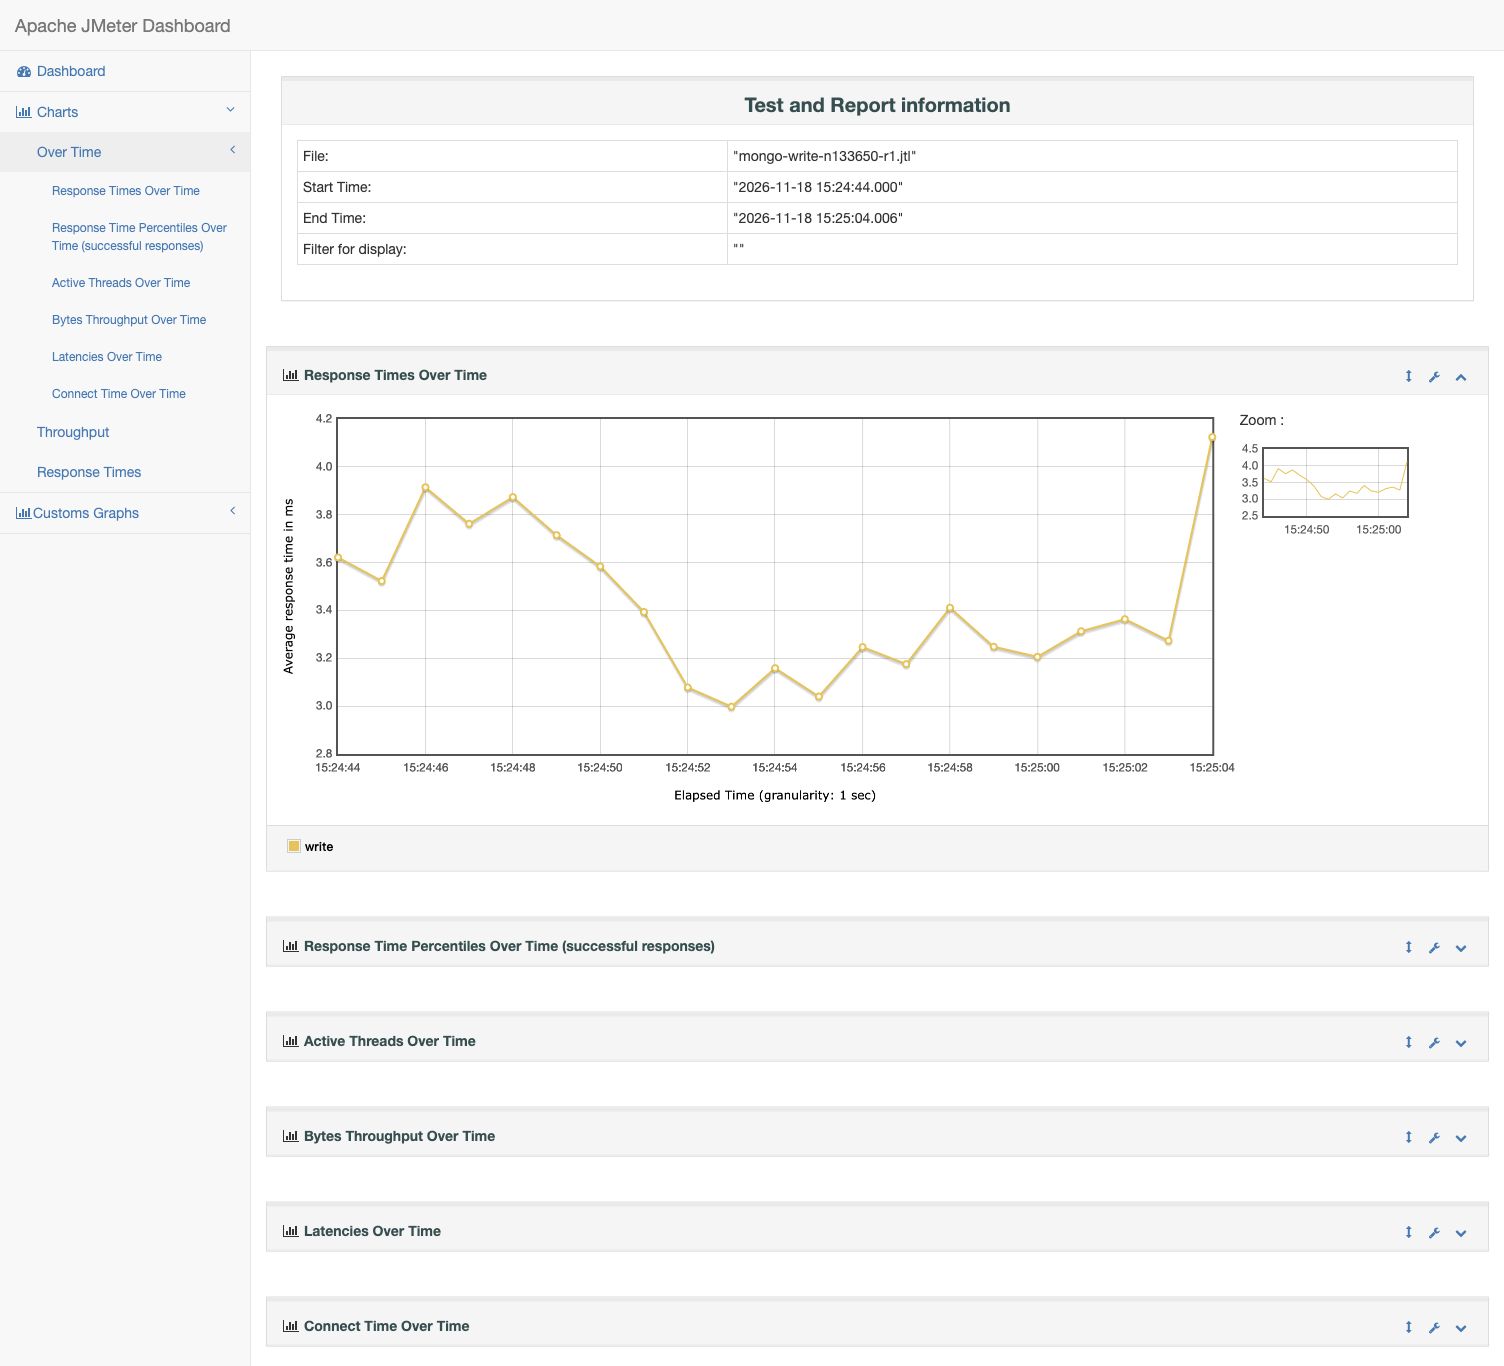 Apache JMeter Dashboard
Dashboard
Charts
Over Time
Response Times Over Time
Response Time Percentiles Over
Time (successful responses)
Active Threads Over Time
Bytes Throughput Over Time
Latencies Over Time
Connect Time Over Time
Throughput
Response Times
Customs Graphs
Test and Report information
File: "mongo-write-n133650-r1.jtl"
Start Time: "2026-11-18 15:24:44.000"
End Time: "2026-11-18 15:25:04.006"
Filter for display: ""
Response Times Over Time
Average response time in ms
4.2
4.0
3.8
3.6
3.4
3.2
3.0
2.8
15:24:44 15:24:46 15:24:48 15:24:50 15:24:52 15:24:54 15:24:56 15:24:58 15:25:00 15:25:02 15:25:04
Elapsed Time (granularity: 1 sec)
Zoom :
4.5
4.0
3.5
3.0
2.5
15:24:50 15:25:00
write
Response Time Percentiles Over Time (successful responses)
Active Threads Over Time
Bytes Throughput Over Time
Latencies Over Time
Connect Time Over Time